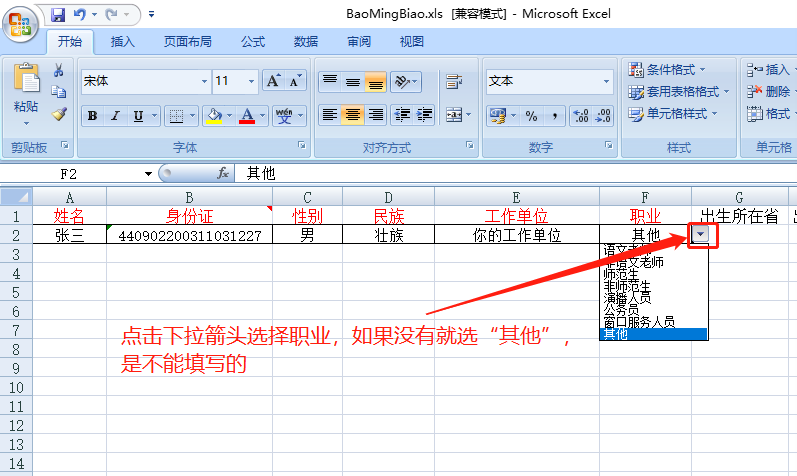 BaoMingBiao.xls [兼容模式] - Microsoft Excel
开始 插入 页面布局 公式 数据 审阅 视图
宋体 11 A A 文本 条件格式 插入
粘贴 套用表格格式 删除
B I U A wén 文 % , .0 .00 .00 .0 单元格样式 格式
剪贴板 字体 对齐方式 数字 样式 单元格
F2 fx 其他
A B C D E F G
1 姓名 身份证 性别 民族 工作单位 职业 出生所在省
2 张三 440902200311031227 男 壮族 你的工作单位 其他
3 语文老师
非语文老师
4 师范生
5 非师范生
演播人员
6 公务员
7 窗口服务人员
其他
点击下拉箭头选择职业，如果没有就选“其他”，
8
是不能填写的
9
10
11
12
13
14